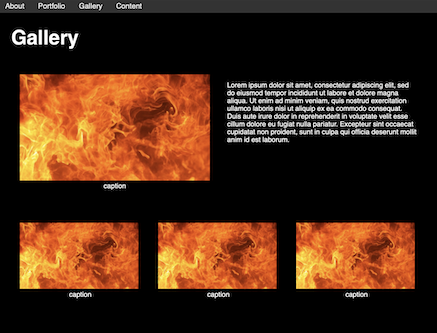 About Portfolio Gallery Content
Gallery
Lorem ipsum dolor sit amet, consectetur adipiscing elit, sed
do eiusmod tempor incididunt ut labore et dolore magna
aliqua. Ut enim ad minim veniam, quis nostrud exercitation
ullamco laboris nisi ut aliquip ex ea commodo consequat.
Duis aute irure dolor in reprehenderit in voluptate velit esse
cillum dolore eu fugiat nulla pariatur. Excepteur sint occaecat
cupidatat non proident, sunt in culpa qui officia deserunt mollit
anim id est laborum.
caption
caption
caption
caption